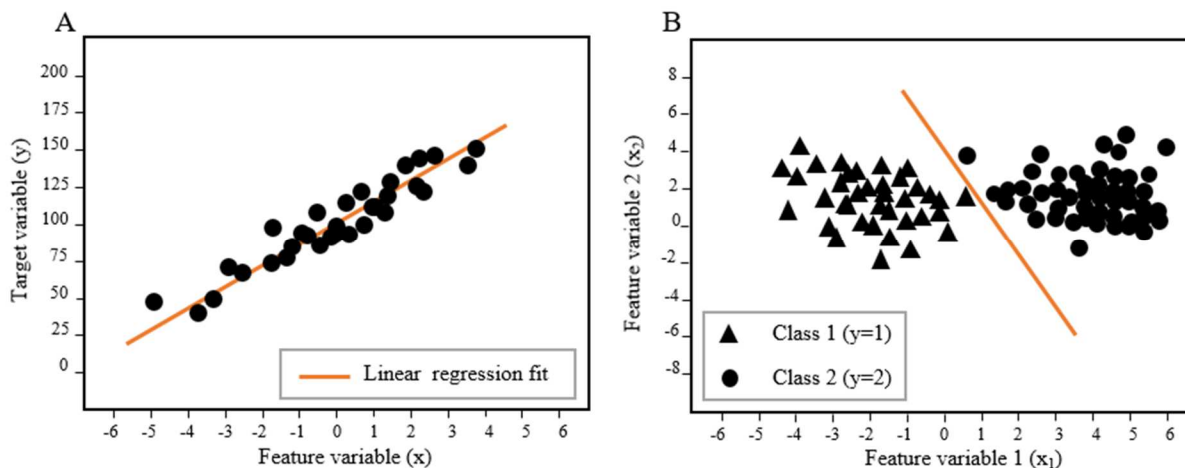 A
200
175
150
125
100
75
50
25
0
Target variable (y)
Linear regression fit
-6 -5 -4 -3 -2 -1 0 1 2 3 4 5 6
Feature variable (x)
B
8
6
4
2
0
-2
-4
-6
-8
Feature variable 2 (x₂)
Class 1 (y=1)
Class 2 (y=2)
-6 -2 -4 -3 -2 -1 0 1 2 3 4 5 6
Feature variable 1 (x₁)